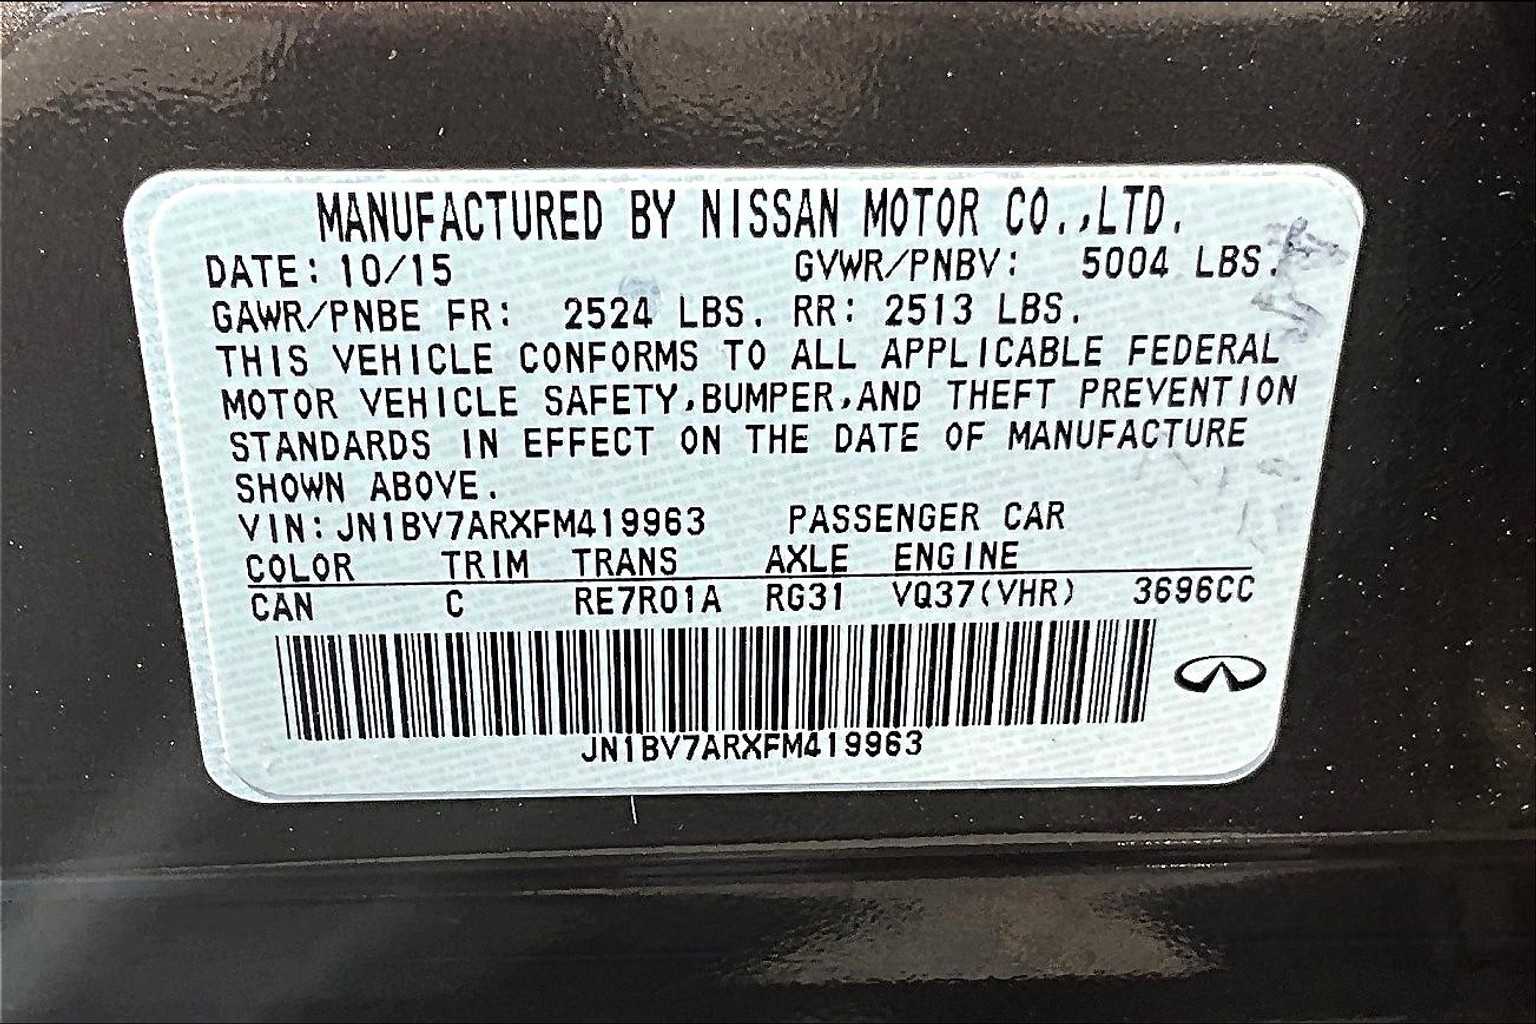 MANUFACTURED BY NISSAN MOTOR CO.,LTD.
DATE: 10/15 GVWR/PNBV: 5004 LBS.
GAWR/PNBE FR: 2524 LBS. RR: 2513 LBS.
THIS VEHICLE CONFORMS TO ALL APPLICABLE FEDERAL
MOTOR VEHICLE SAFETY,BUMPER,AND THEFT PREVENTION
STANDARDS IN EFFECT ON THE DATE OF MANUFACTURE
SHOWN ABOVE.
VIN: JN1BV7ARXFM419963 PASSENGER CAR
COLOR TRIM TRANS AXLE ENGINE
CAN C RE7R01A RG31 VQ37(VHR) 3696CC
JN1BV7ARXFM419963